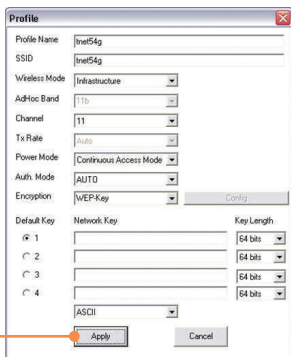 Profile
Profile Name tnet54g
SSID tnet54g
Wireless Mode Infrastructure
AdHoc Band 11b
Channel 11
Tx Rate Auto
Power Mode Continuous Access Mode
Auth. Mode AUTO
Encryption WEP-Key Config
Default Key Network Key Key Length
1 64 bits
2 64 bits
3 64 bits
4 64 bits
ASCII
Apply Cancel